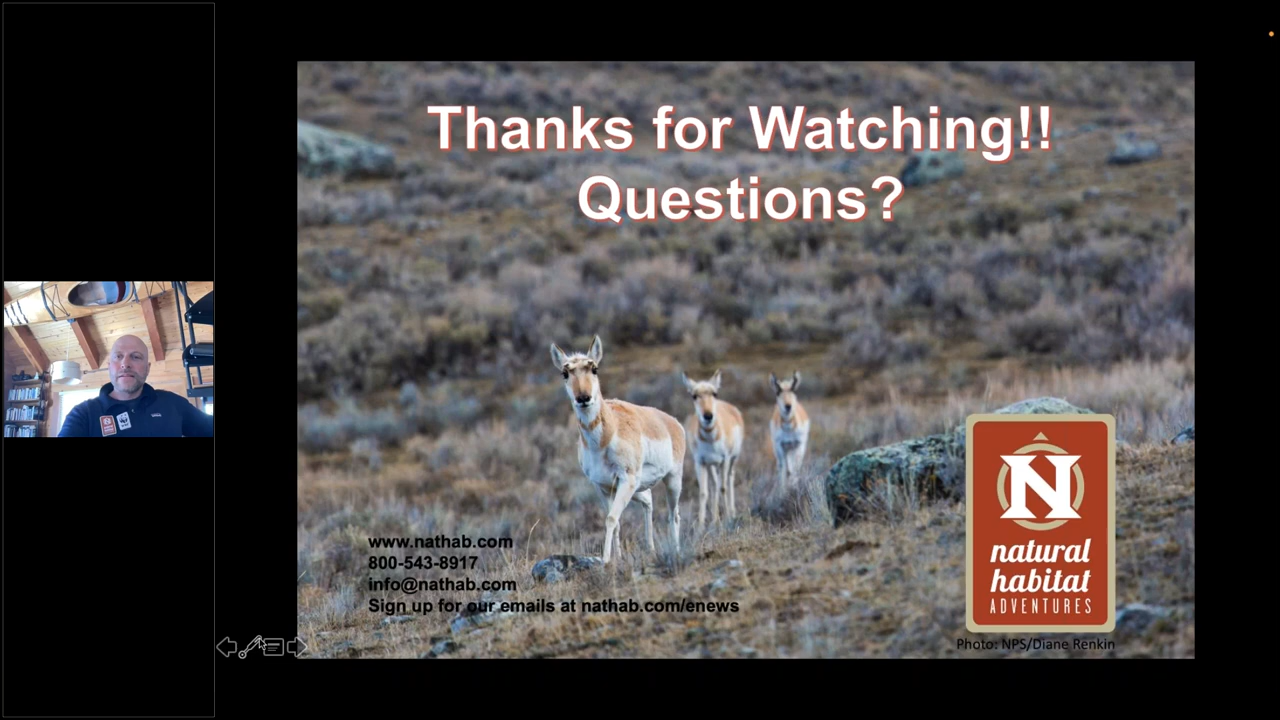 Thanks for Watching!!
Questions?
www.nathab.com
800-543-8917
info@nathab.com
Sign up for our emails at nathab.com/enews
N
natural
habitat
ADVENTURES
Photo: NPS/Diane Renkin